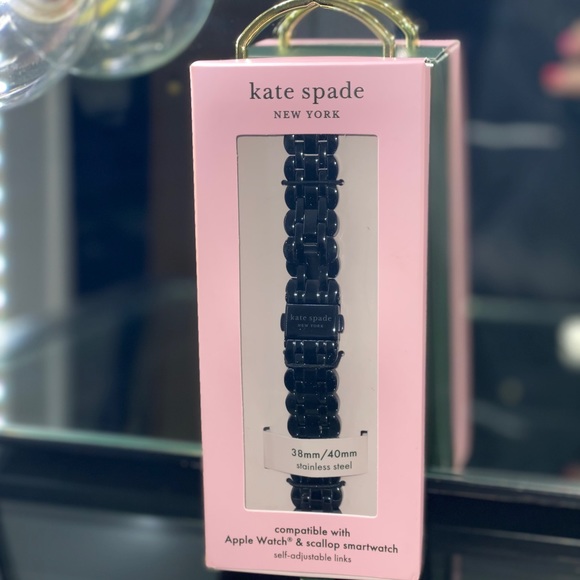 kate spade
NEW YORK
kate spade
NEW YORK
38mm/40mm
stainless steel
compatible with
Apple Watch® & scallop smartwatch
self-adjustable links